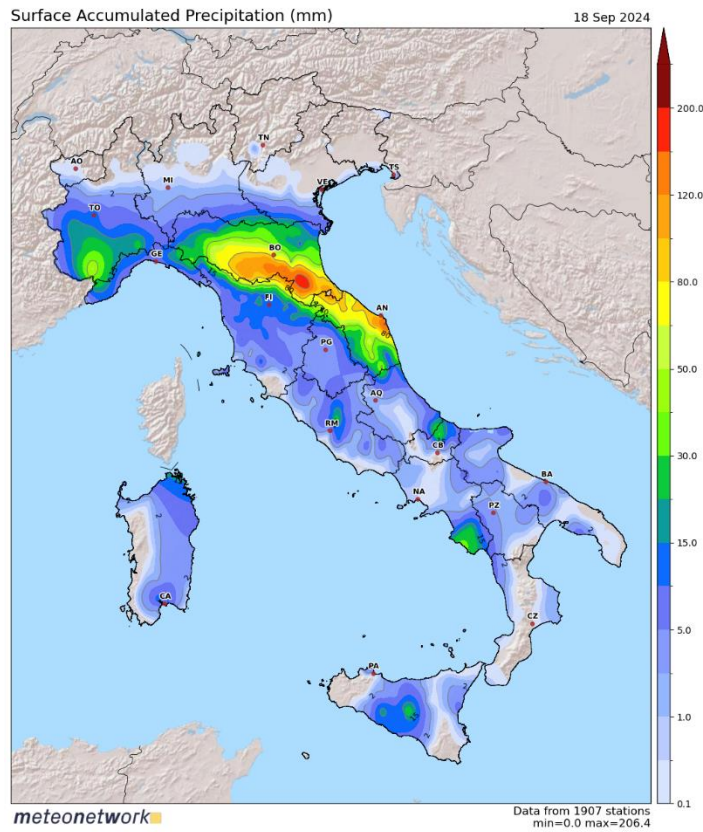 Surface Accumulated Precipitation (mm)
18 Sep 2024
200.0
120.0
80.0
50.0
30.0
15.0
5.0
1.0
0.1
TN
AO
MI
VE
TS
TO
BO
GE
FI
AN
PG
AQ
RM
CB
NA
BA
PZ
CA
CZ
PA
meteonetwork
Data from 1907 stations
min=0.0 max=206.4